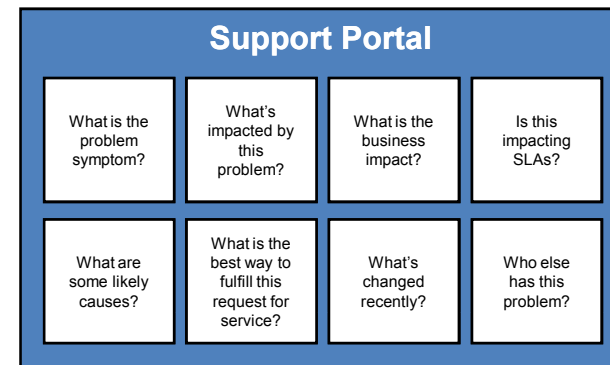 Support Portal
What is the
problem
symptom?
What's
impacted by
this
problem?
What is the
business
impact?
Is this
impacting
SLAs?
What are
some likely
causes?
What is the
best way to
fulfill this
request for
service?
What's
changed
recently?
Who else
has this
problem?